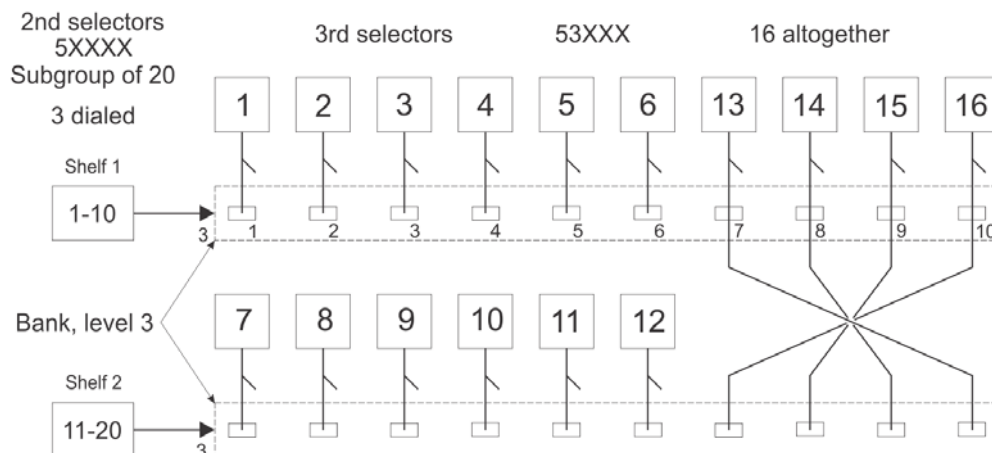 2nd selectors
5XXXX
Subgroup of 20
3 dialed
3rd selectors 53XXX 16 altogether
1 2 3 4 5 6 13 14 15 16
Shelf 1
1-10
3 1 2 3 4 5 6 7 8 9 10
Bank, level 3
7 8 9 10 11 12
Shelf 2
11-20
3